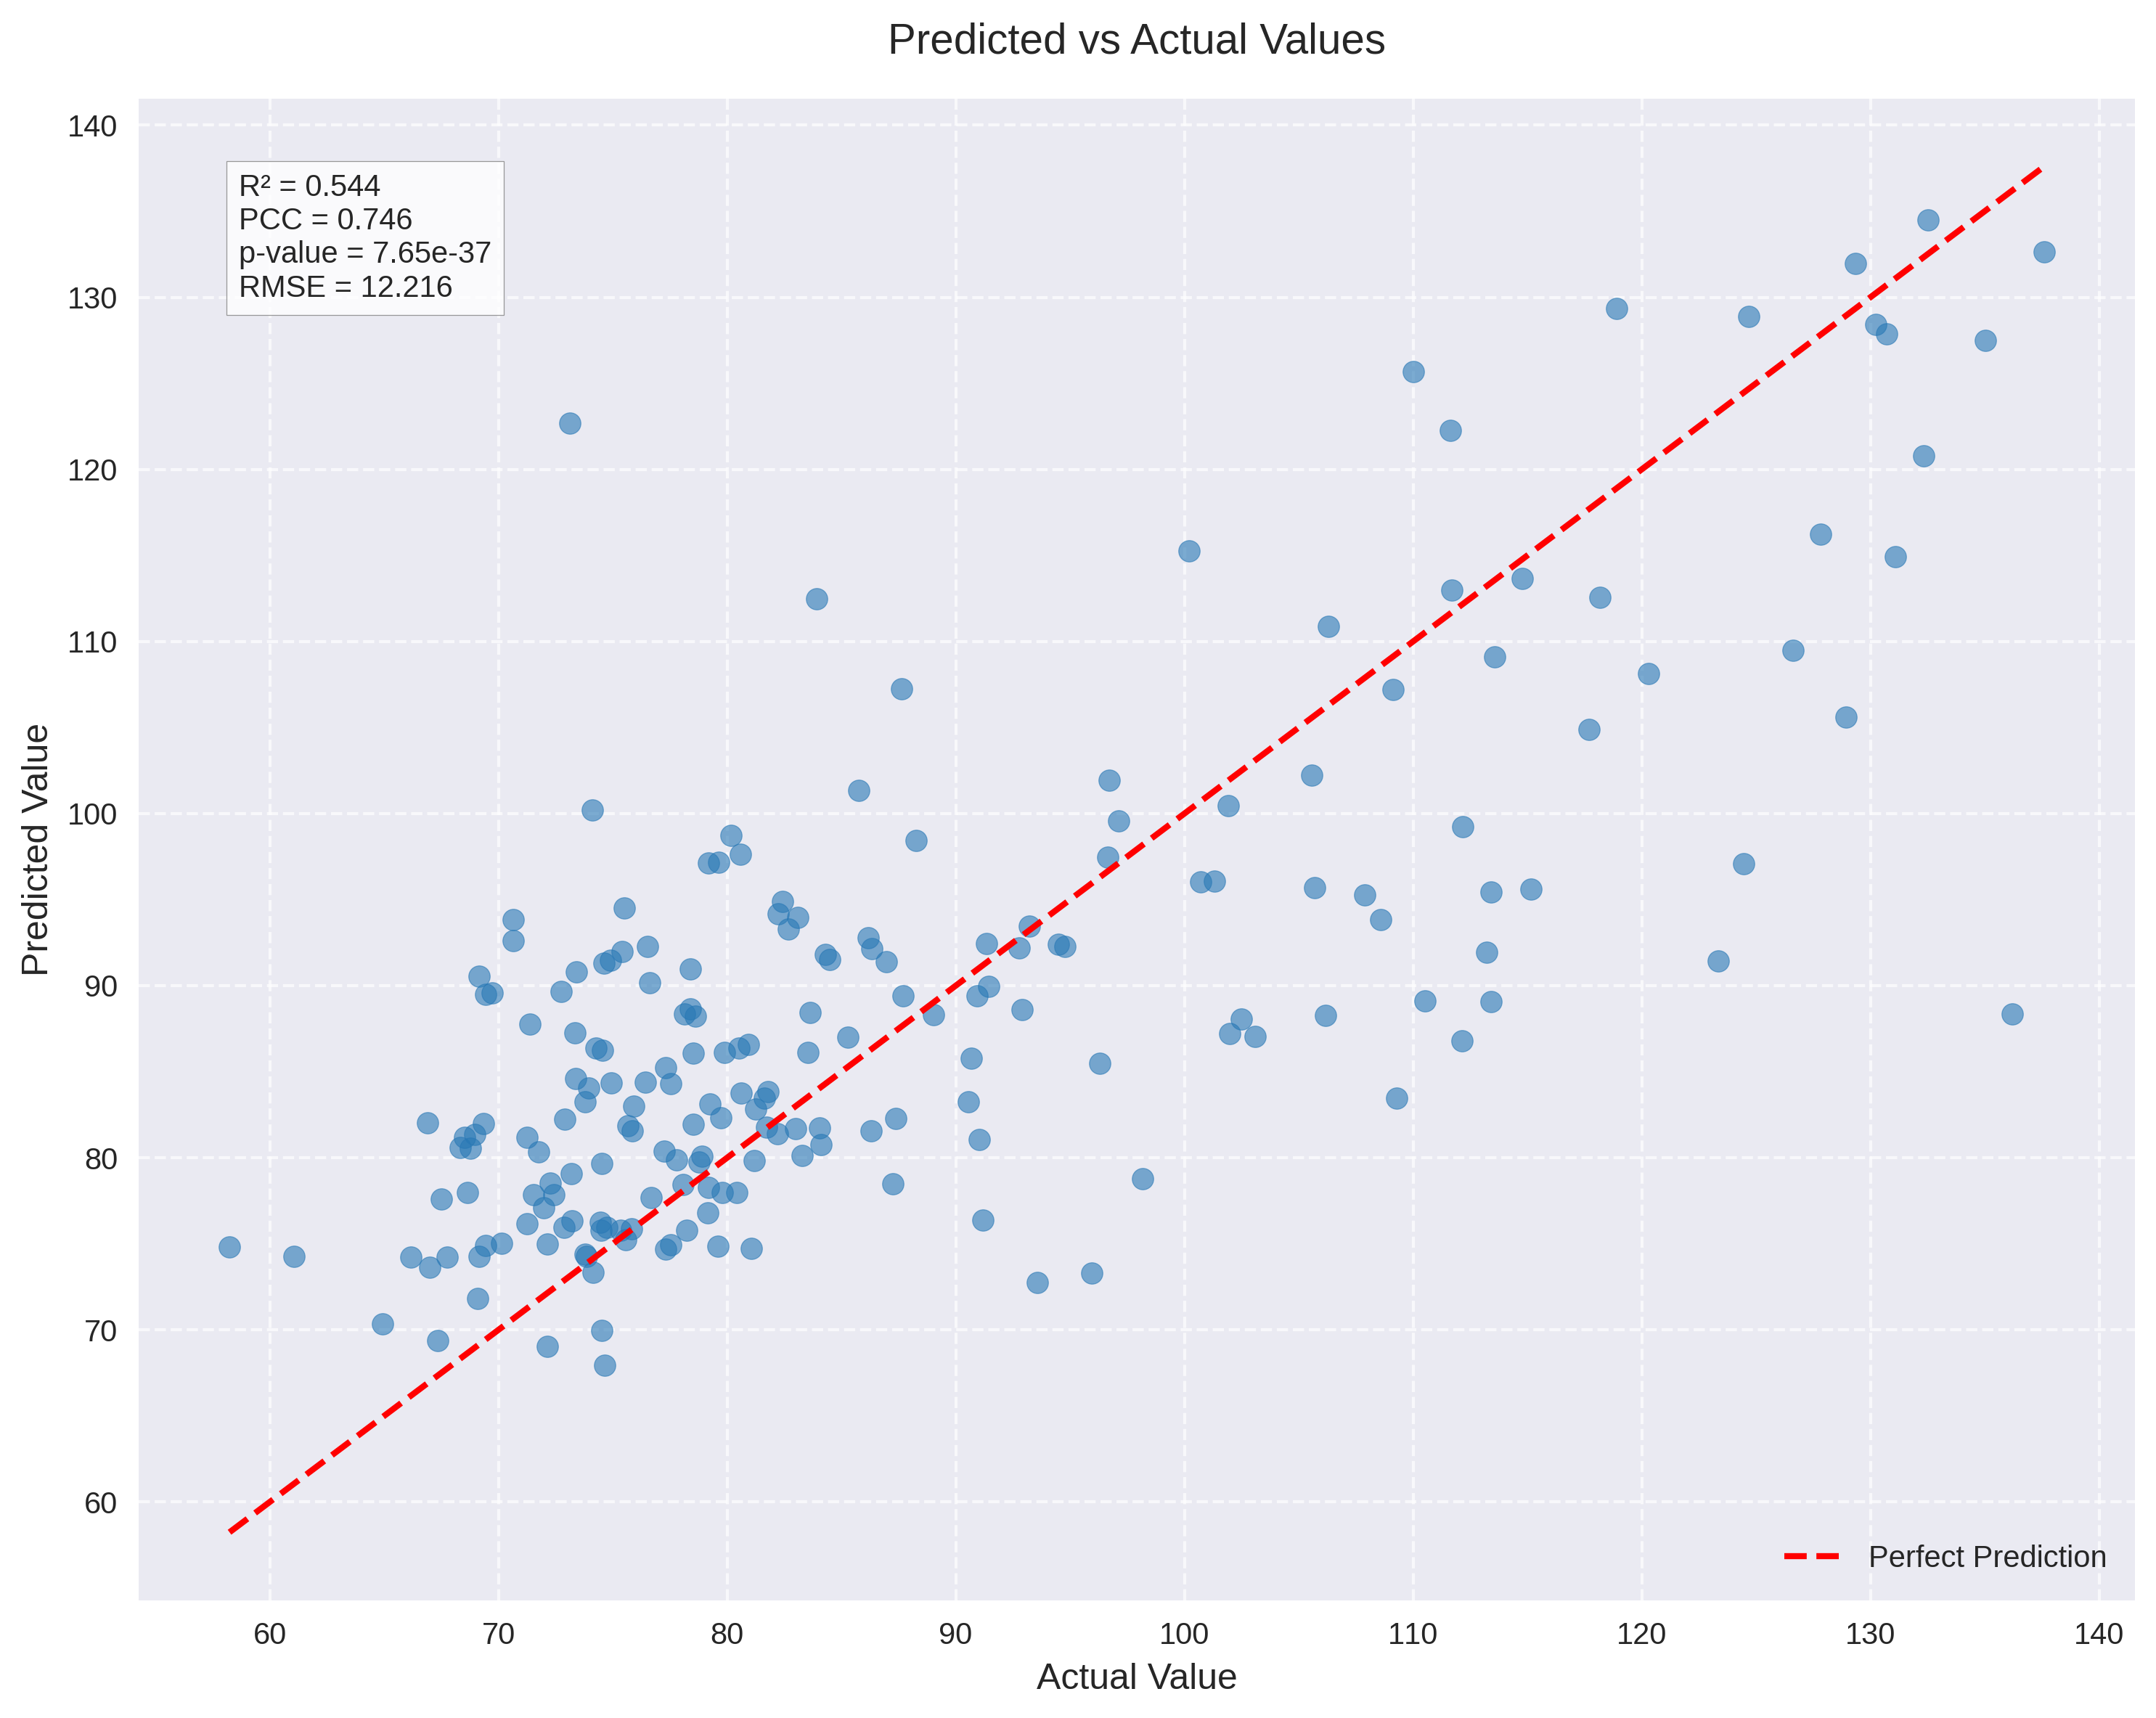 Predicted vs Actual Values
140
130
120
110
100
90
80
70
60
Predicted Value
R² = 0.544
PCC = 0.746
p-value = 7.65e-37
RMSE = 12.216
Perfect Prediction
60 70 80 90 100 110 120 130 140
Actual Value